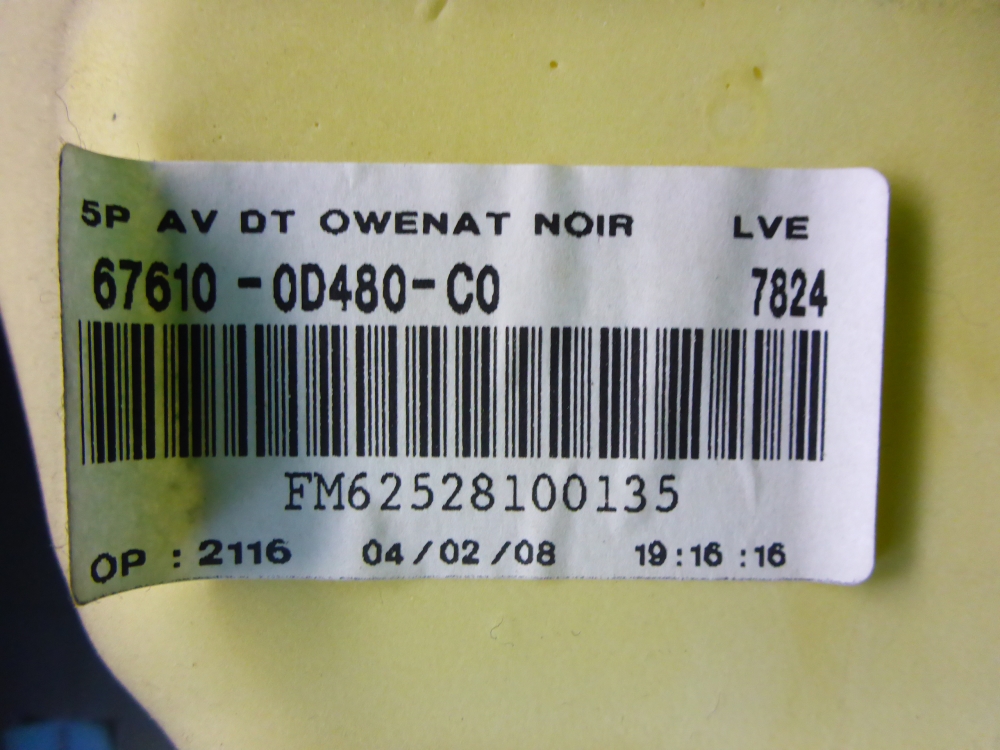 5P AV DT OWENAT NOIR LVE
67610 -0D480-C0 7824
FM62528100135
OP : 2116 04/02/08 19:16:16